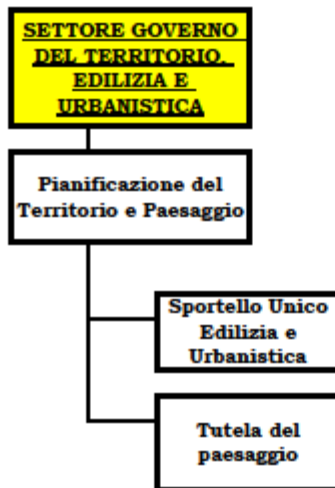 SETTORE GOVERNO
DEL TERRITORIO,
EDILIZIA E
URBANISTICA
Pianificazione del
Territorio e Paesaggio
Sportello Unico
Edilizia e
Urbanistica
Tutela del
paesaggio